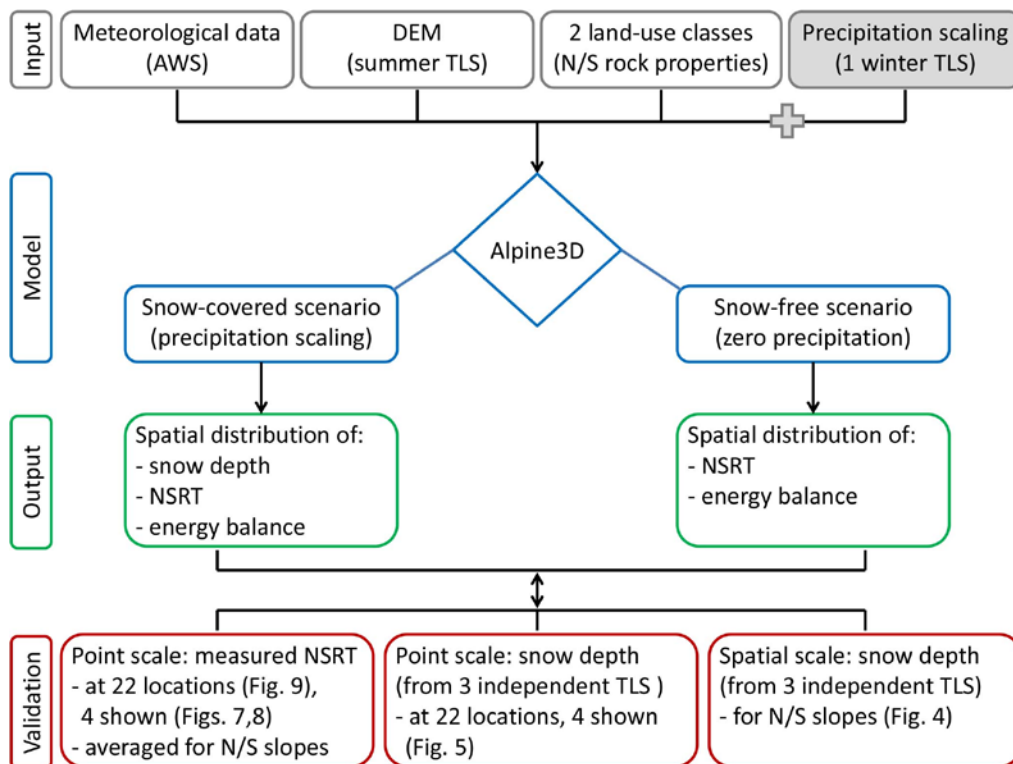 Input
Meteorological data
(AWS)
DEM
(summer TLS)
2 land-use classes
(N/S rock properties)
Precipitation scaling
(1 winter TLS)
Model
Alpine3D
Snow-covered scenario
(precipitation scaling)
Snow-free scenario
(zero precipitation)
Output
Spatial distribution of:
- snow depth
- NSRT
- energy balance
Spatial distribution of:
- NSRT
- energy balance
Validation
Point scale: measured NSRT
- at 22 locations (Fig. 9),
4 shown (Figs. 7,8)
- averaged for N/S slopes
Point scale: snow depth
(from 3 independent TLS )
- at 22 locations, 4 shown
(Fig. 5)
Spatial scale: snow depth
(from 3 independent TLS)
- for N/S slopes (Fig. 4)